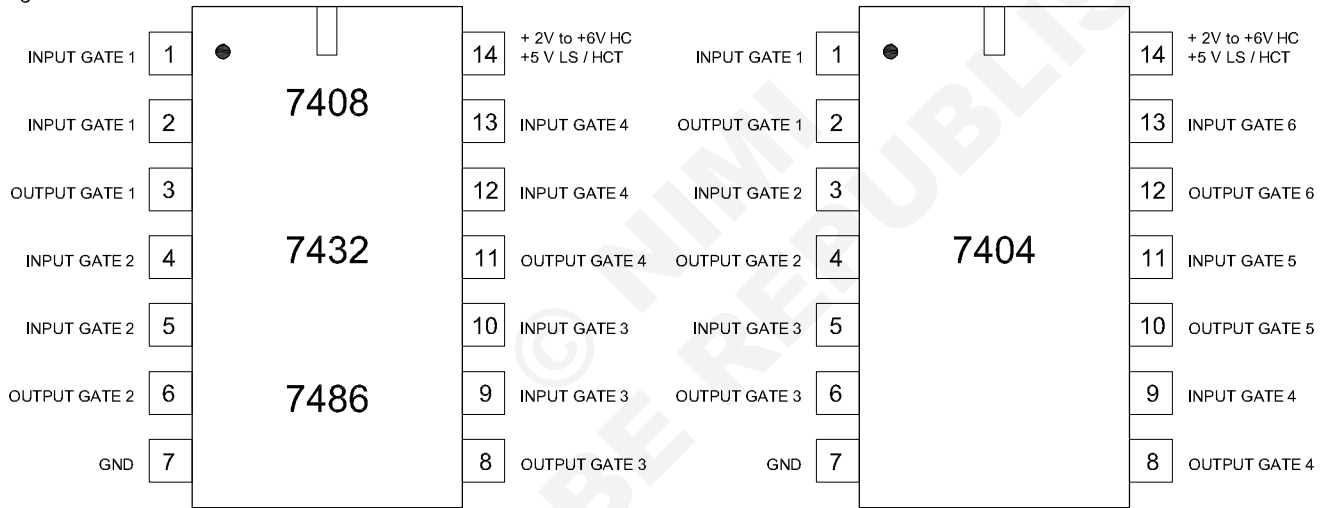 INPUT GATE 1 1
INPUT GATE 1 2
OUTPUT GATE 1 3
INPUT GATE 2 4
INPUT GATE 2 5
OUTPUT GATE 2 6
GND 7
7408
7432
7486
14 + 2V to +6V HC
+5 V LS / HCT
13 INPUT GATE 4
12 INPUT GATE 4
11 OUTPUT GATE 4
10 INPUT GATE 3
9 INPUT GATE 3
8 OUTPUT GATE 3
INPUT GATE 1 1
OUTPUT GATE 1 2
INPUT GATE 2 3
OUTPUT GATE 2 4
INPUT GATE 3 5
OUTPUT GATE 3 6
GND 7
7404
14 + 2V to +6V HC
+5 V LS / HCT
13 INPUT GATE 6
12 OUTPUT GATE 6
11 INPUT GATE 5
10 OUTPUT GATE 5
9 INPUT GATE 4
8 OUTPUT GATE 4
© NIMI
BE REPUBLIS